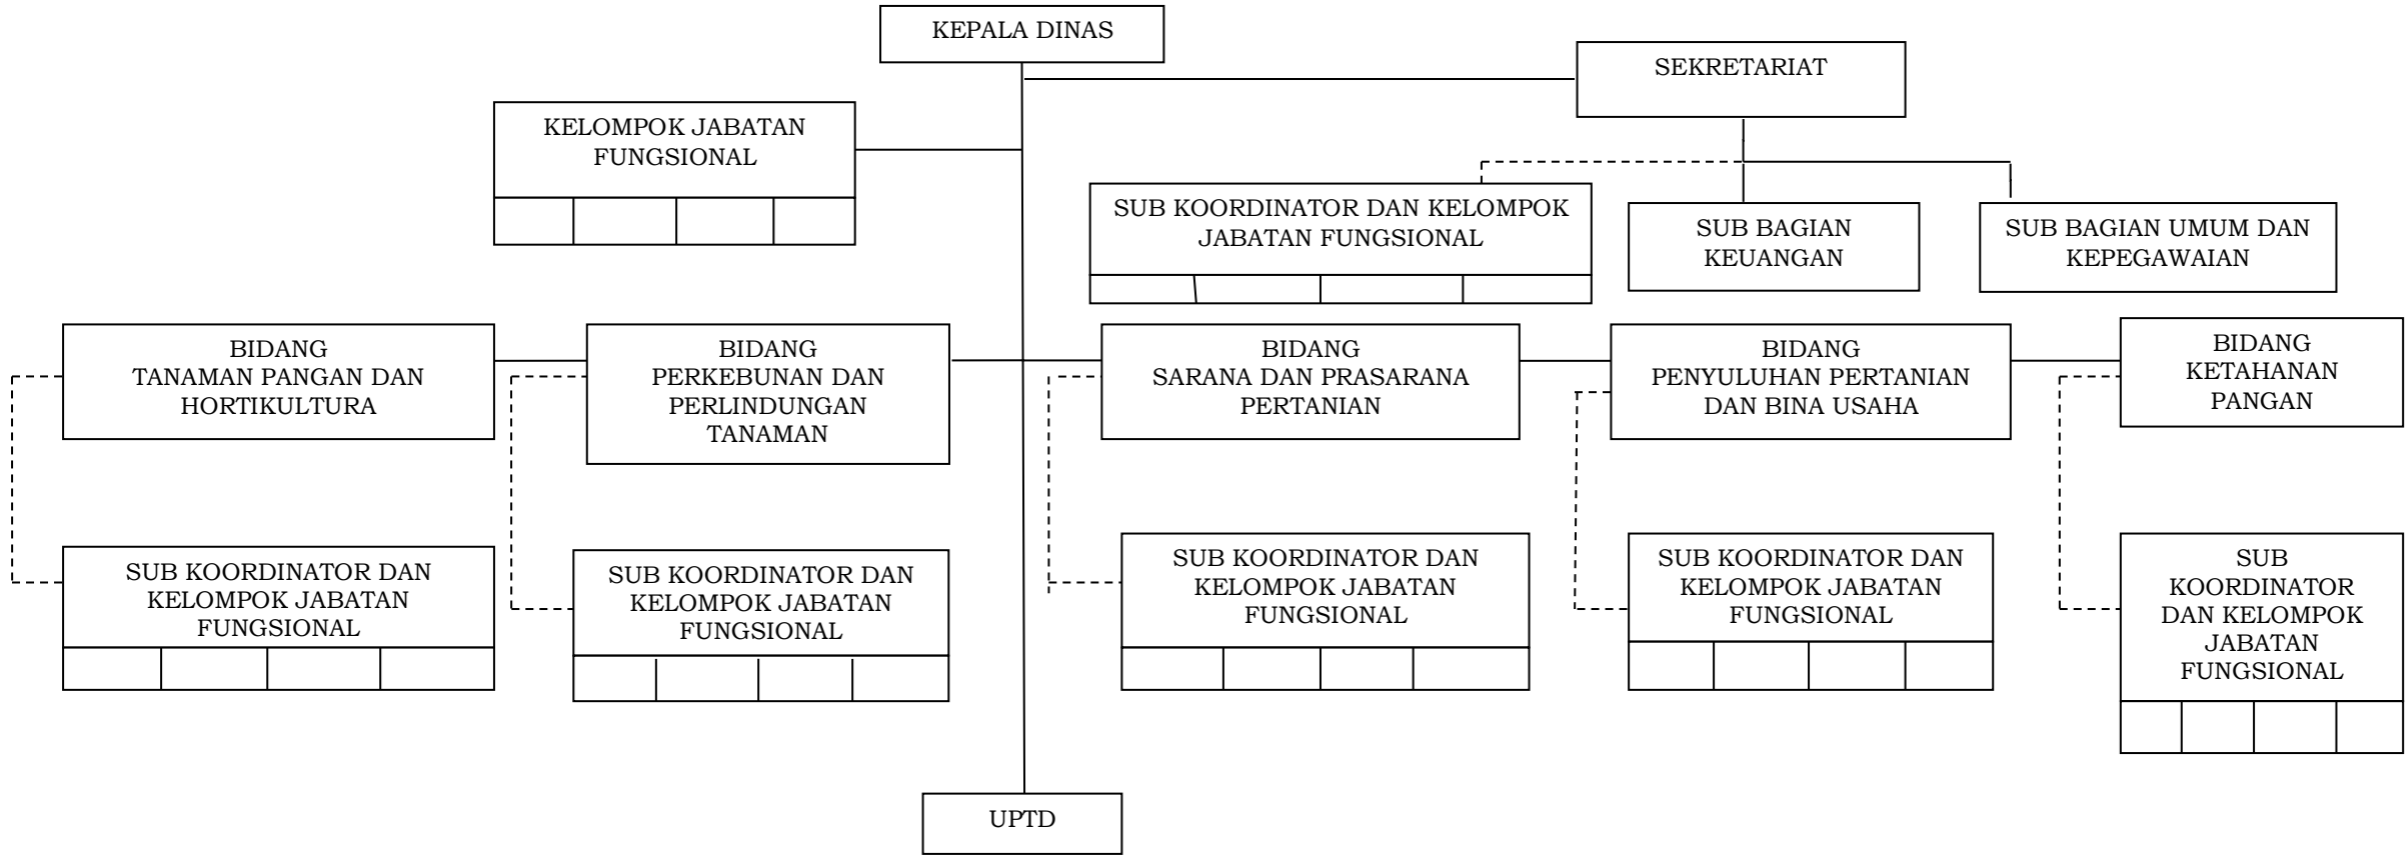 KEPALA DINAS
SEKRETARIAT
KELOMPOK JABATAN
FUNGSIONAL
SUB KOORDINATOR DAN KELOMPOK
JABATAN FUNGSIONAL
SUB BAGIAN
KEUANGAN
SUB BAGIAN UMUM DAN
KEPEGAWAIAN
BIDANG
TANAMAN PANGAN DAN
HORTIKULTURA
BIDANG
PERKEBUNAN DAN
PERLINDUNGAN
TANAMAN
BIDANG
SARANA DAN PRASARANA
PERTANIAN
BIDANG
PENYULUHAN PERTANIAN
DAN BINA USAHA
BIDANG
KETAHANAN
PANGAN
SUB KOORDINATOR DAN
KELOMPOK JABATAN
FUNGSIONAL
SUB KOORDINATOR DAN
KELOMPOK JABATAN
FUNGSIONAL
SUB KOORDINATOR DAN
KELOMPOK JABATAN
FUNGSIONAL
SUB KOORDINATOR DAN
KELOMPOK JABATAN
FUNGSIONAL
SUB
KOORDINATOR
DAN KELOMPOK
JABATAN
FUNGSIONAL
UPTD